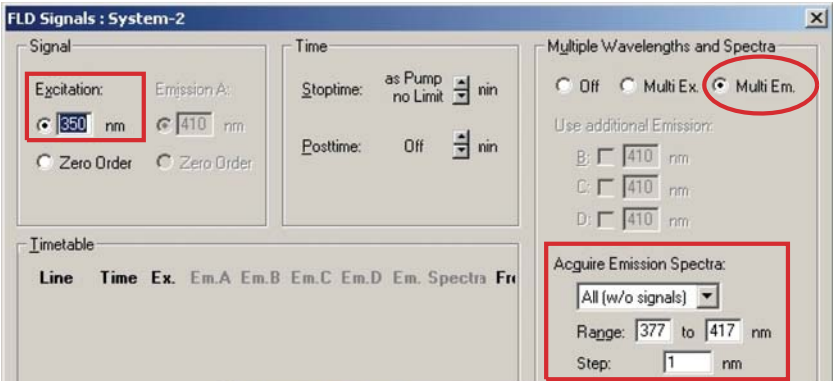 FLD Signals : System-2
Signal
Excitation: Emission A:
350 nm 410 nm
Zero Order Zero Order
Time
Stoptime: as Pump no Limit min
Posttime: Off min
Multiple Wavelengths and Spectra
Off Multi Ex. Multi Em.
Use additional Emission:
B: 410 nm
C: 410 nm
D: 410 nm
Acquire Emission Spectra:
All (w/o signals)
Range: 377 to 417 nm
Step: 1 nm
Timetable
Line Time Ex. Em.A Em.B Em.C Em.D Em. Spectra Fre